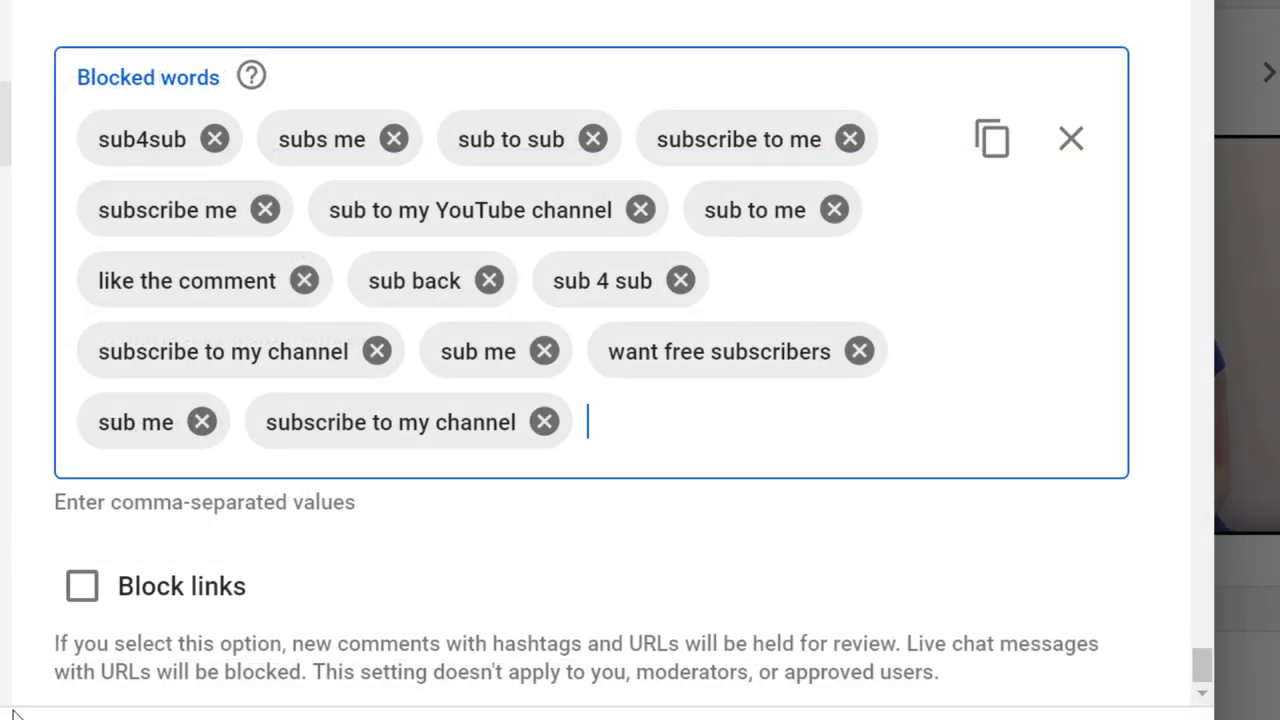 Blocked words
sub4sub subs me sub to sub subscribe to me
subscribe me sub to my YouTube channel sub to me
like the comment sub back sub 4 sub
subscribe to my channel sub me want free subscribers
sub me subscribe to my channel
Enter comma-separated values
Block links
If you select this option, new comments with hashtags and URLs will be held for review. Live chat messages
with URLs will be blocked. This setting doesn't apply to you, moderators, or approved users.